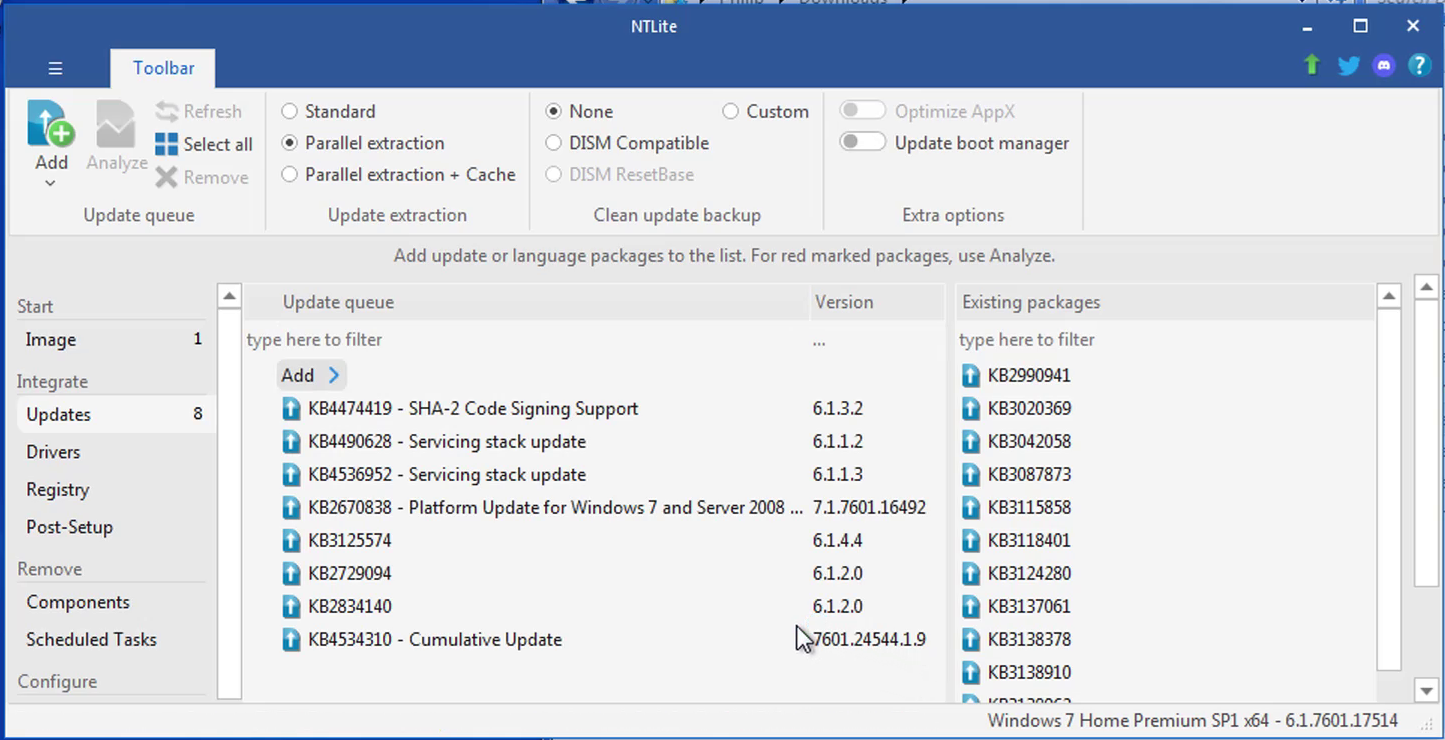 NTLite
Toolbar
Add
Analyze
Refresh
Select all
Remove
Update queue
Standard
Parallel extraction
Parallel extraction + Cache
Update extraction
None
Custom
DISM Compatible
DISM ResetBase
Clean update backup
Optimize AppX
Update boot manager
Extra options
Add update or language packages to the list. For red marked packages, use Analyze.
Start
Image 1
Integrate
Updates 8
Drivers
Registry
Post-Setup
Remove
Components
Scheduled Tasks
Configure
Update queue Version
type here to filter ...
Add
KB4474419 - SHA-2 Code Signing Support 6.1.3.2
KB4490628 - Servicing stack update 6.1.1.2
KB4536952 - Servicing stack update 6.1.1.3
KB2670838 - Platform Update for Windows 7 and Server 2008 ... 7.1.7601.16492
KB3125574 6.1.4.4
KB2729094 6.1.2.0
KB2834140 6.1.2.0
KB4534310 - Cumulative Update 7601.24544.1.9
Existing packages
type here to filter
KB2990941
KB3020369
KB3042058
KB3087873
KB3115858
KB3118401
KB3124280
KB3137061
KB3138378
KB3138910
Windows 7 Home Premium SP1 x64 - 6.1.7601.17514